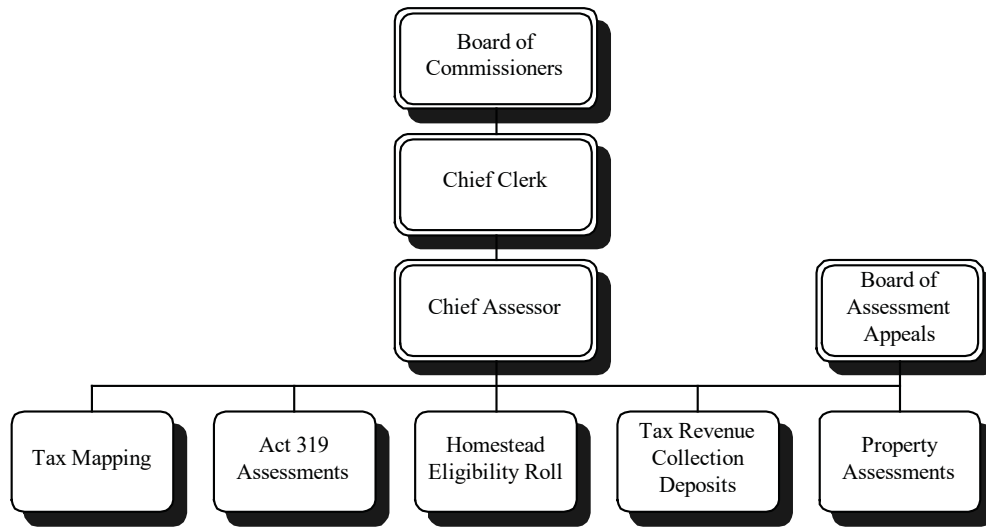 Board of
Commissioners
Chief Clerk
Chief Assessor
Board of
Assessment
Appeals
Tax Mapping
Act 319
Assessments
Homestead
Eligibility Roll
Tax Revenue
Collection
Deposits
Property
Assessments